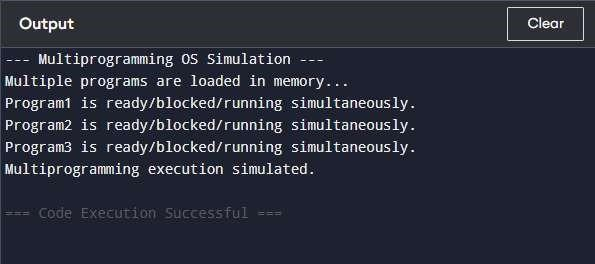 Output
Clear
--- Multiprogramming OS Simulation ---
Multiple programs are loaded in memory...
Program1 is ready/blocked/running simultaneously.
Program2 is ready/blocked/running simultaneously.
Program3 is ready/blocked/running simultaneously.
Multiprogramming execution simulated.
=== Code Execution Successful ===